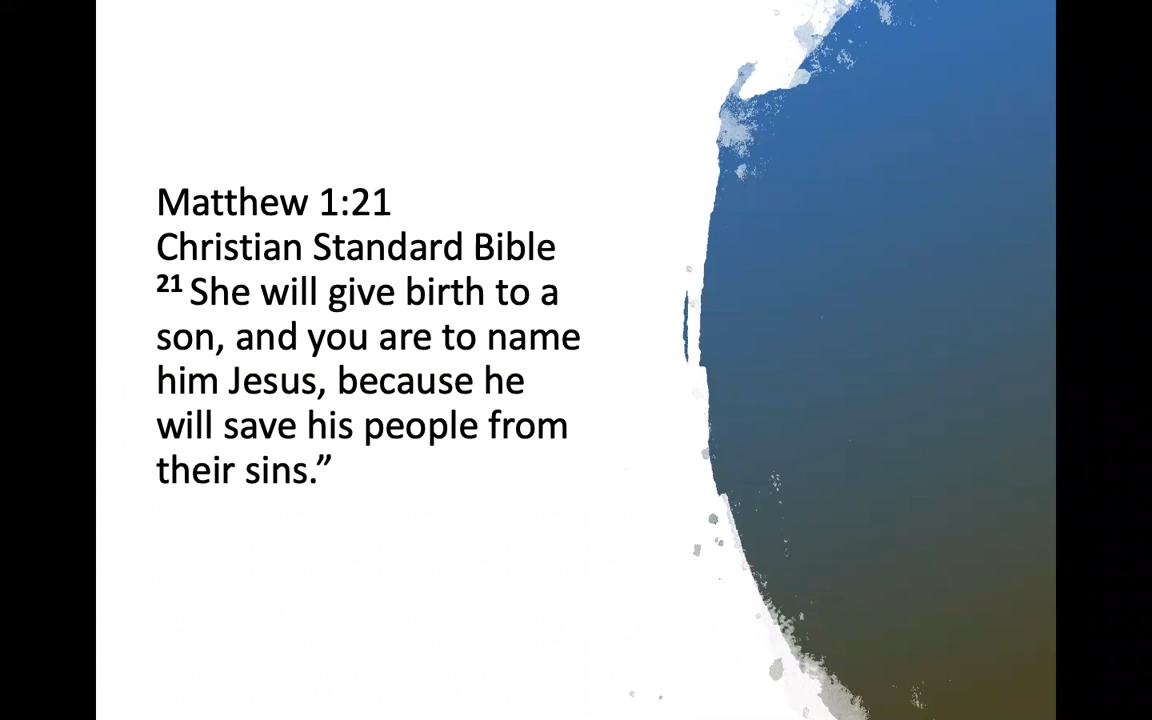 Matthew 1:21
Christian Standard Bible
21 She will give birth to a
son, and you are to name
him Jesus, because he
will save his people from
their sins.”